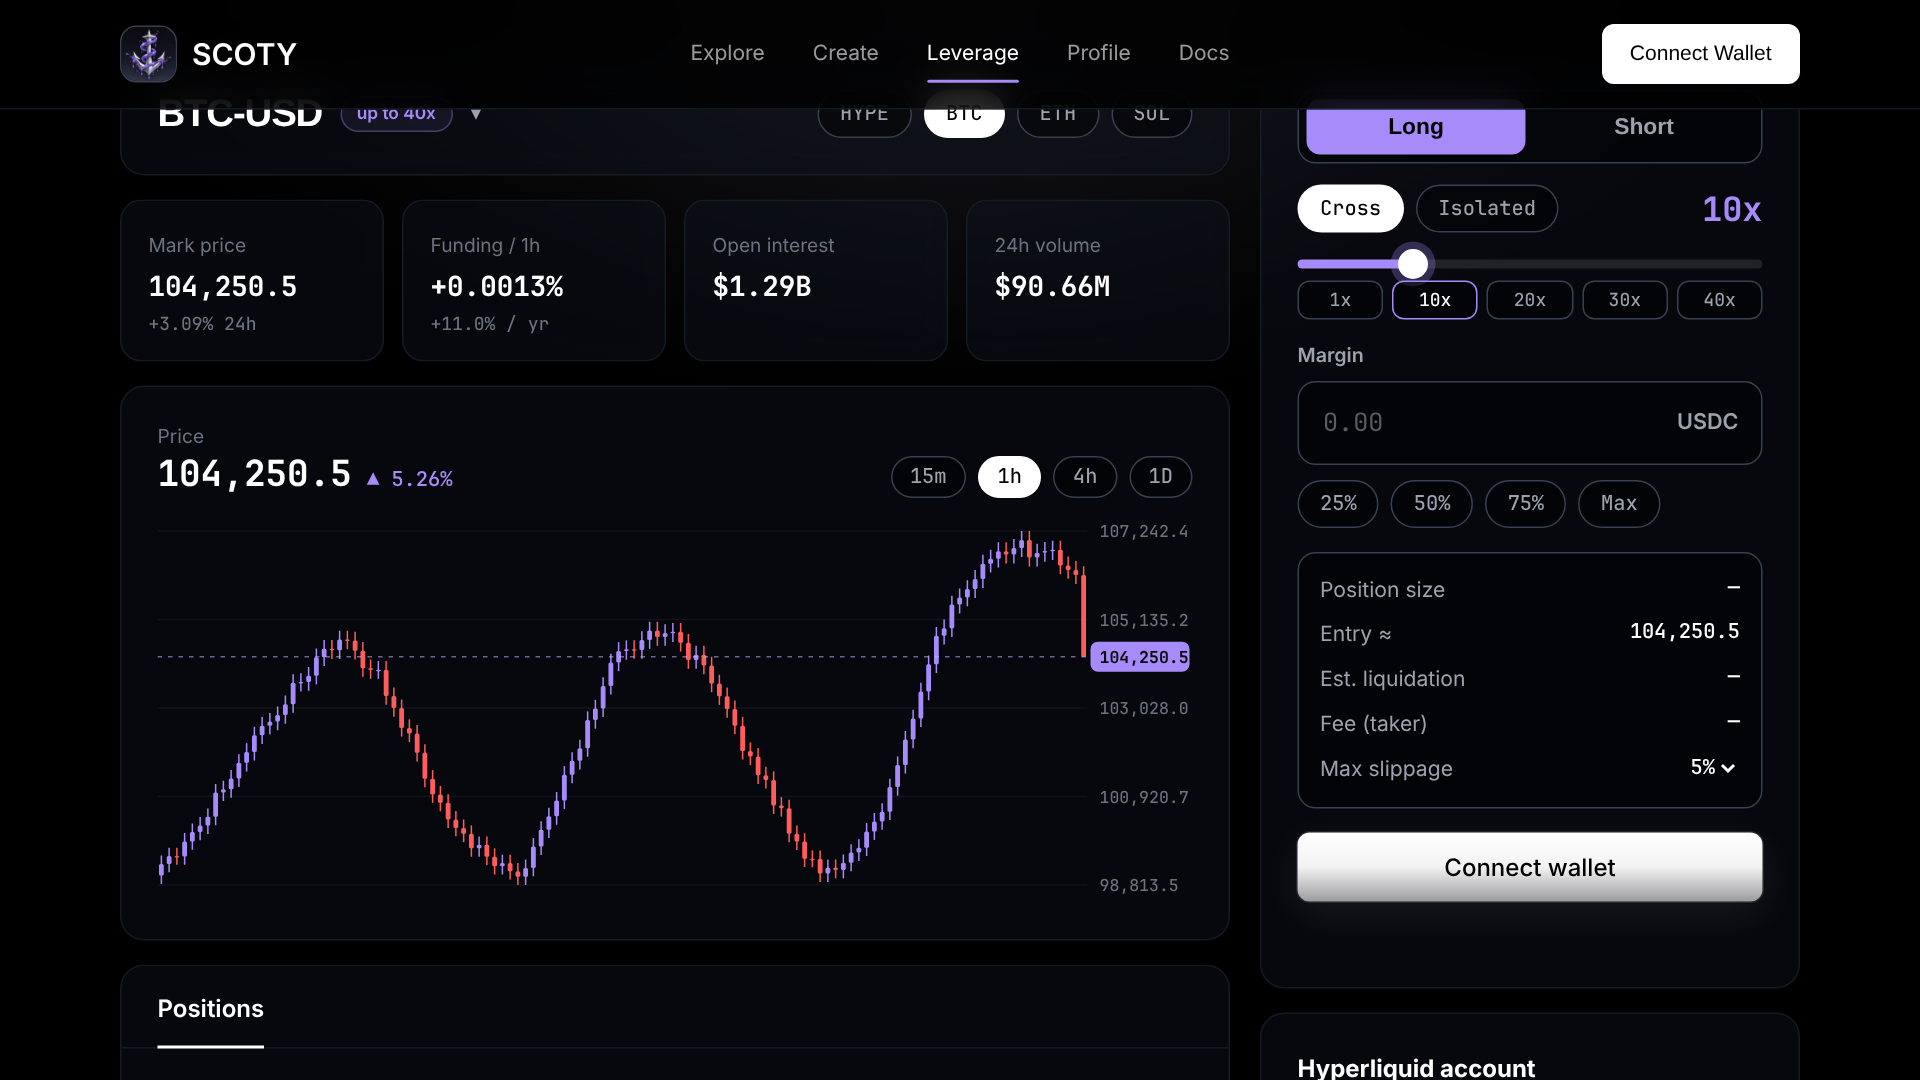 SCOTY
Explore
Create
Leverage
Profile
Docs
Connect Wallet
BTC-USD
up to 40x
▼
HYPE
BTC
ETH
SOL
Mark price
104,250.5
+3.09% 24h
Funding / 1h
+0.0013%
+11.0% / yr
Open interest
$1.29B
24h volume
$90.66M
Price
104,250.5 ▲ 5.26%
15m
1h
4h
1D
107,242.4
105,135.2
104,250.5
103,028.0
100,920.7
98,813.5
Positions
Long
Short
Cross
Isolated
10x
1x
10x
20x
30x
40x
Margin
0.00
USDC
25%
50%
75%
Max
Position size –
Entry ≈ 104,250.5
Est. liquidation –
Fee (taker) –
Max slippage 5%
Connect wallet
Hyperliquid account